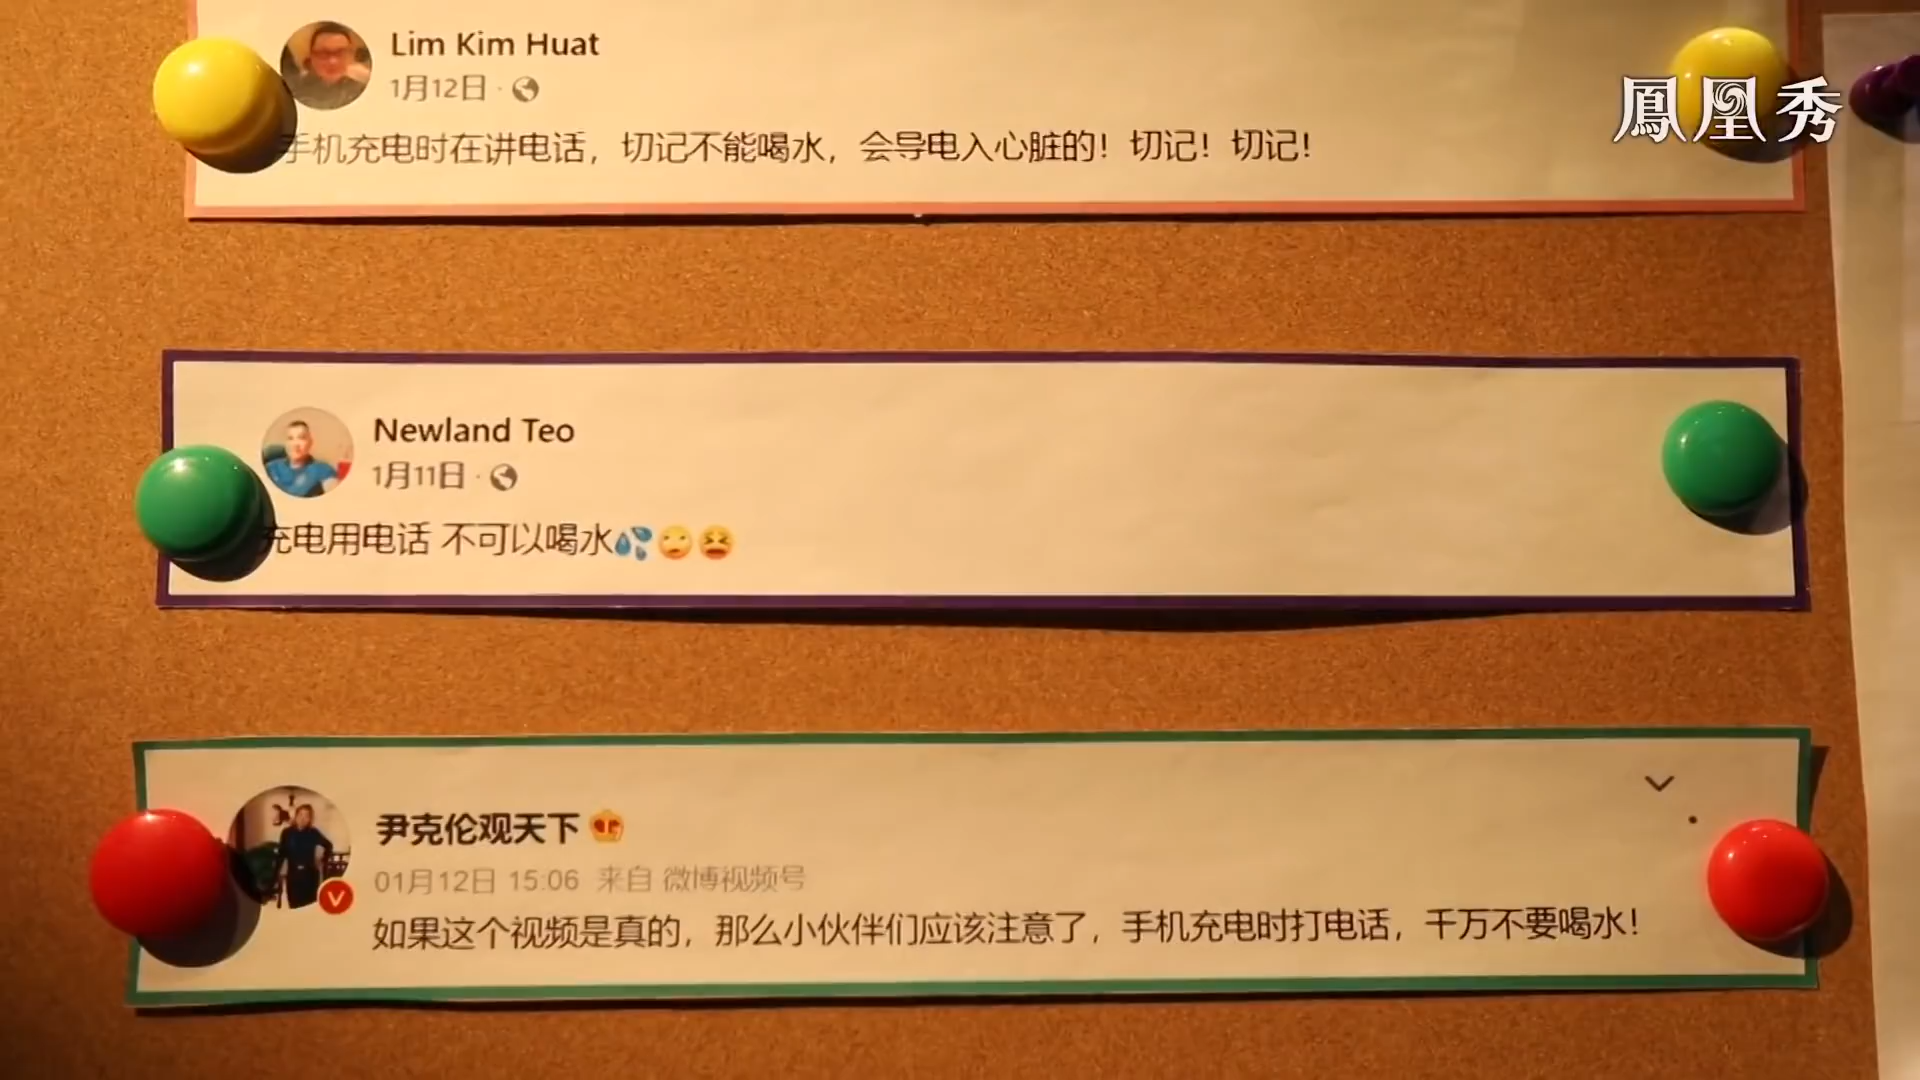 Lim Kim Huat
1月12日 ·
鳳凰秀
手机充电时在讲电话，切记不能喝水，会导电入心脏的！切记！切记！
Newland Teo
1月11日 ·
充电用电话 不可以喝水💦🙄😫
尹克伦观天下
01月12日 15:06 来自 微博视频号
如果这个视频是真的，那么小伙伴们应该注意了，手机充电时打电话，千万不要喝水！